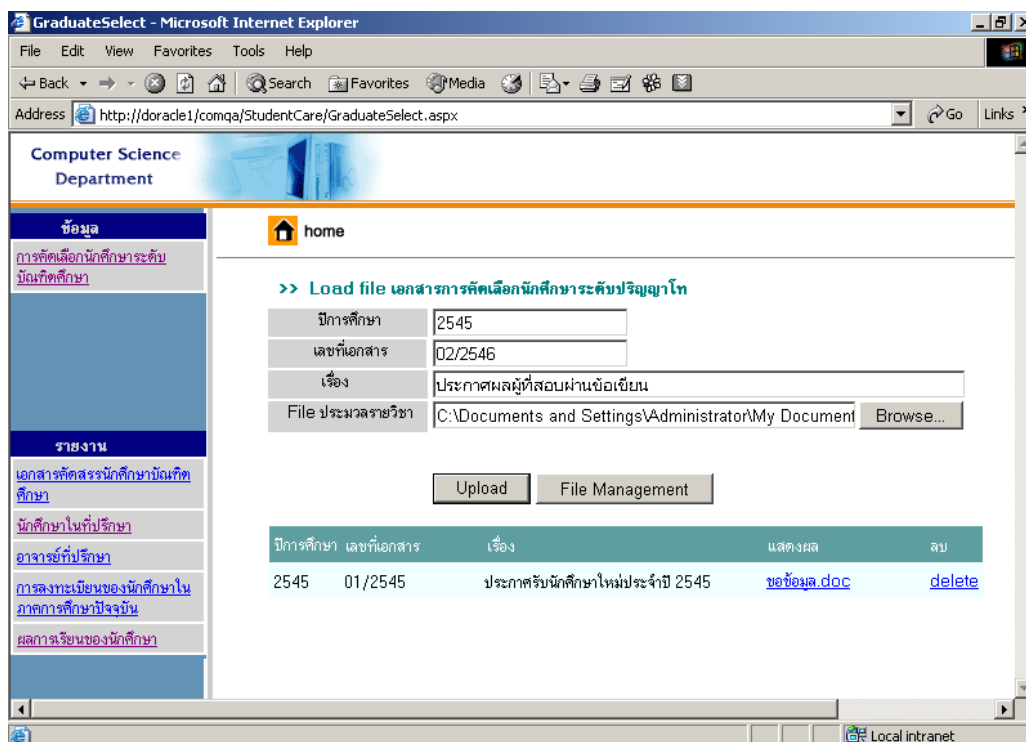 GraduateSelect - Microsoft Internet Explorer
File Edit View Favorites Tools Help
Back Search Favorites Media
Address http://doracle1/comqa/StudentCare/GraduateSelect.aspx Go Links
Computer Science
Department
ข้อมูล
การคัดเลือกนักศึกษาระดับ
บัณฑิตศึกษา
home
>> Load file เอกสารการคัดเลือกนักศึกษาระดับปริญญาโท
ปีการศึกษา 2545
เลขที่เอกสาร 02/2546
เรื่อง ประกาศผลผู้ที่สอบผ่านข้อเขียน
File ประมวลรายวิชา C:\Documents and Settings\Administrator\My Document Browse...
Upload File Management
รายงาน
เอกสารคัดสรรนักศึกษาบัณฑิต
ศึกษา
นักศึกษาในที่ปรึกษา
อาจารย์ที่ปรึกษา
การลงทะเบียนของนักศึกษาใน
ภาคการศึกษาปัจจุบัน
ผลการเรียนของนักศึกษา
ปีการศึกษา เลขที่เอกสาร เรื่อง แสดงผล ลบ
2545 01/2545 ประกาศรับนักศึกษาใหม่ประจำปี 2545 ขอข้อมูล.doc delete
Local intranet